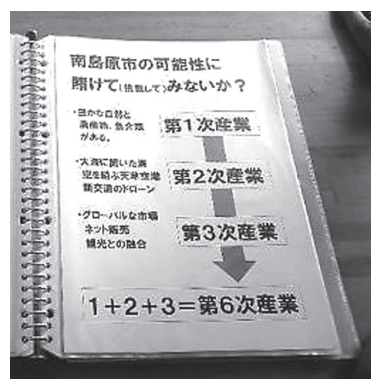 南島原市の可能性に
賭けて(挑戦して)みないか?
・豊かな自然と
農産物、魚介類
がある。
第1次産業
・大海に開いた湊
空を結ぶ天草空港
新交通のドローン
第2次産業
・グローバルな市場
ネット販売
観光との融合
第3次産業
1+2+3=第6次産業